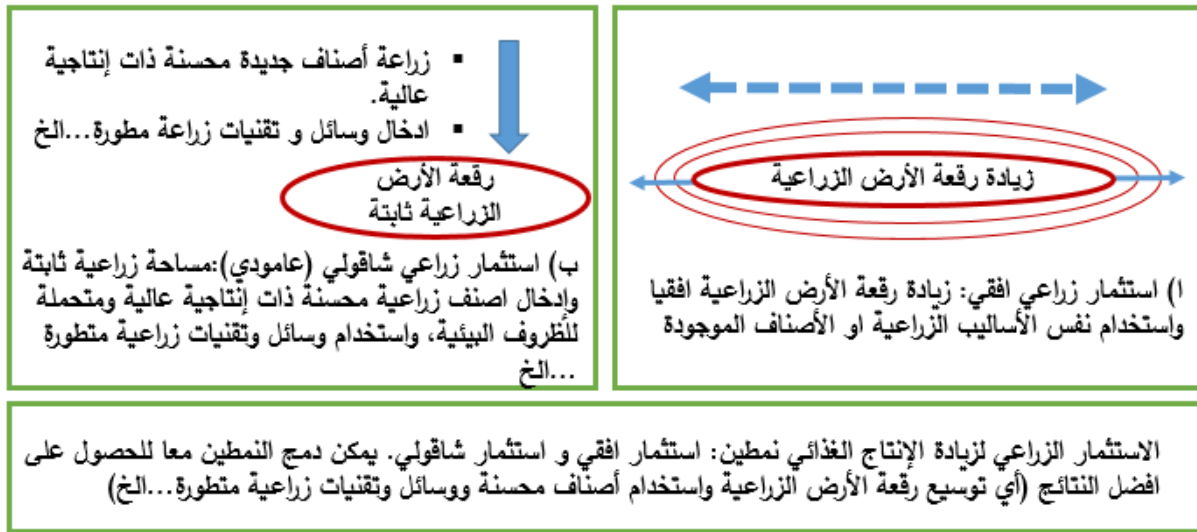 زيادة رقعة الأرض الزراعية
ا) استثمار زراعي افقي: زيادة رقعة الأرض الزراعية افقيا
واستخدام نفس الأساليب الزراعية او الأصناف الموجودة
▪ زراعة أصناف جديدة محسنة ذات إنتاجية
عالية.
▪ ادخال وسائل و تقنيات زراعة مطورة...الخ
رقعة الأرض
الزراعية ثابتة
ب) استثمار زراعي شاقولي (عامودي):مساحة زراعية ثابتة
وإدخال اصنف زراعية محسنة ذات إنتاجية عالية ومتحملة
للظروف البيئية، واستخدام وسائل وتقنيات زراعية متطورة
...الخ
الاستثمار الزراعي لزيادة الإنتاج الغذائي نمطين: استثمار افقي و استثمار شاقولي. يمكن دمج النمطين معا للحصول على
افضل النتائج (أي توسيع رقعة الأرض الزراعية واستخدام أصناف محسنة ووسائل وتقنيات زراعية متطورة...الخ)